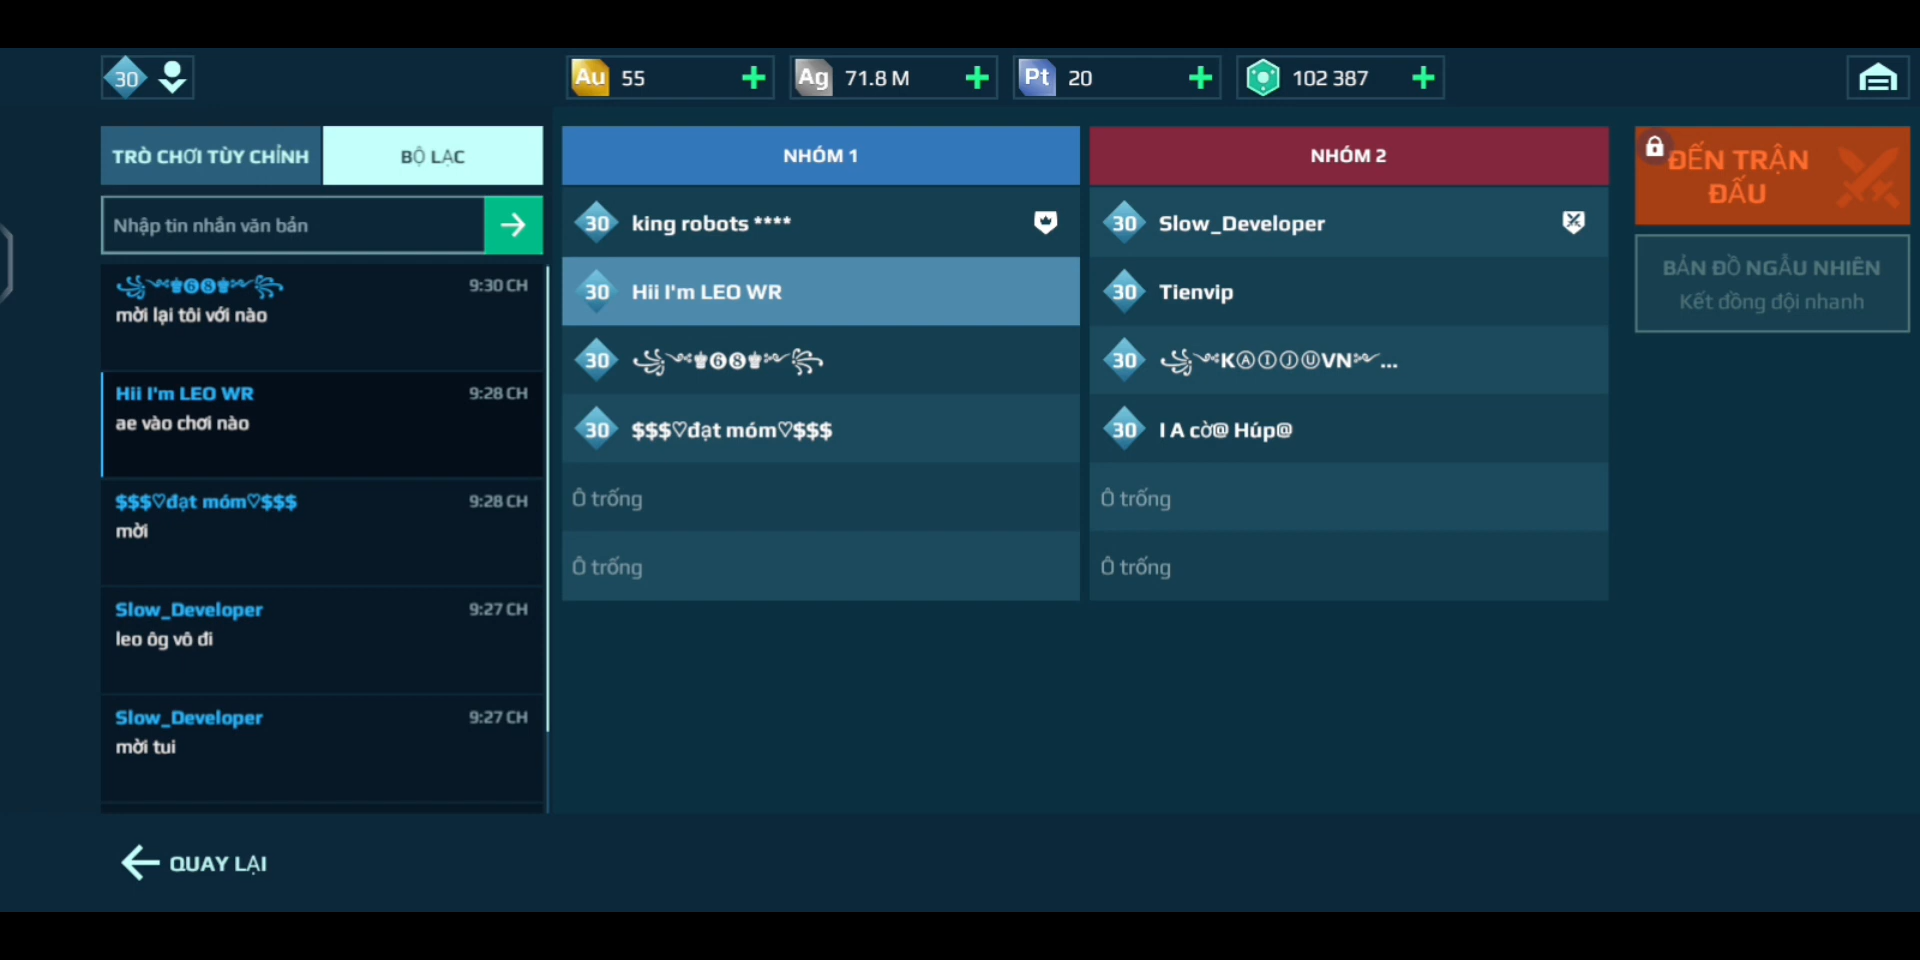 30
Au 55
Ag 71.8 M
Pt 20
102 387
TRÒ CHƠI TÙY CHỈNH
BỘ LẠC
Nhập tin nhắn văn bản
꧁༺♚➏➑♚༻꧂ 9:30 CH
mời lại tôi với nào
Hii I'm LEO WR 9:28 CH
ae vào chơi nào
$$$♡đạt móm♡$$$ 9:28 CH
mời
Slow_Developer 9:27 CH
leo ôg vô đi
Slow_Developer 9:27 CH
mời tui
NHÓM 1
30 king robots ****
30 Hii I'm LEO WR
30 ꧁༺♚➏➑♚༻꧂
30 $$$♡đạt móm♡$$$
Ô trống
Ô trống
NHÓM 2
30 Slow_Developer
30 Tienvip
30 ꧁༺KⒶⒾⒿⓊVN༻...
30 I A cờ@ Húp@
Ô trống
Ô trống
ĐẾN TRẬN
ĐẤU
BẢN ĐỒ NGẪU NHIÊN
Kết đồng đội nhanh
QUAY LẠI